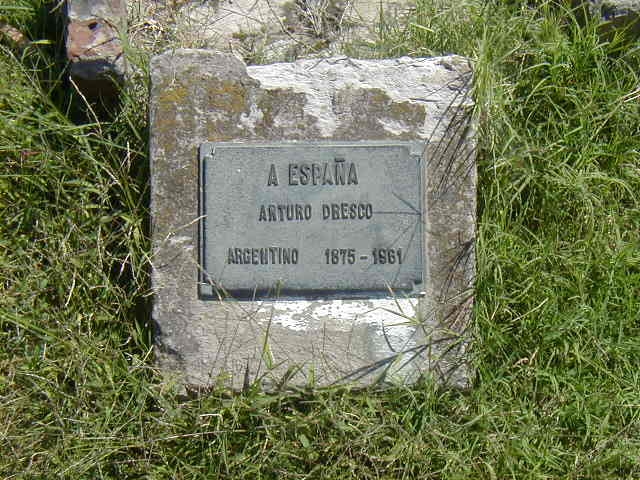 A ESPAÑA
ARTURO DRESCO
ARGENTINO 1875 - 1961